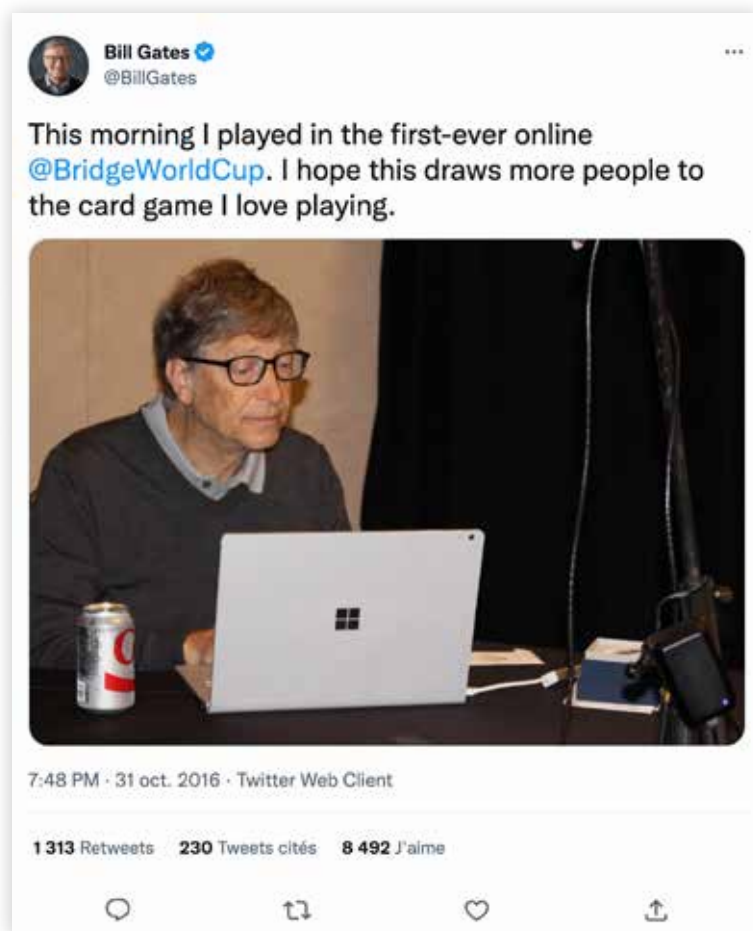 Bill Gates
@BillGates
This morning I played in the first-ever online
@BridgeWorldCup. I hope this draws more people to
the card game I love playing.
7:48 PM · 31 oct. 2016 · Twitter Web Client
1 313 Retweets 230 Tweets cités 8 492 J'aime